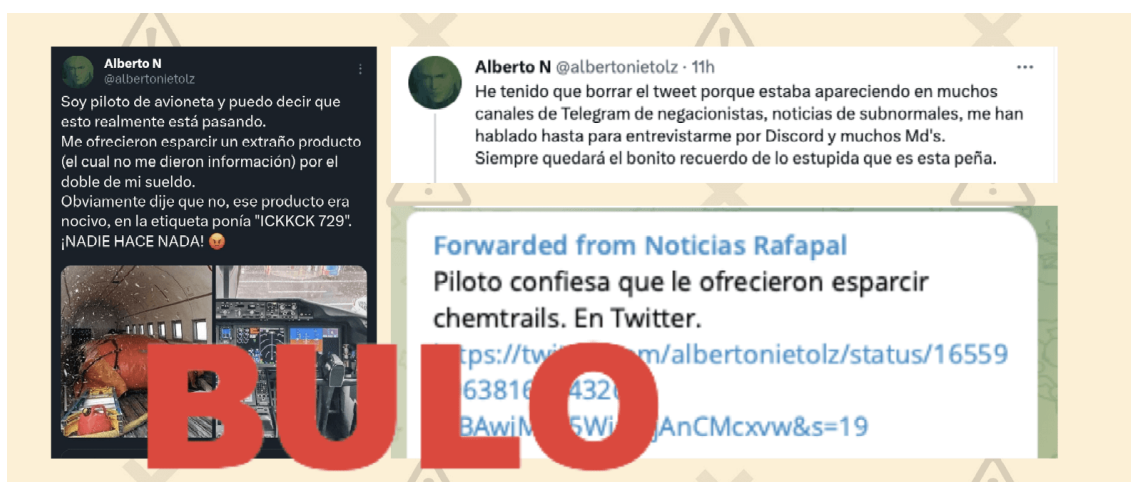 Alberto N
@albertonietolz
Soy piloto de avioneta y puedo decir que
esto realmente está pasando.
Me ofrecieron esparcir un extraño producto
(el cual no me dieron información) por el
doble de mi sueldo.
Obviamente dije que no, ese producto era
nocivo, en la etiqueta ponía "ICKKCK 729".
¡NADIE HACE NADA! 😡
Alberto N @albertonietolz · 11h
He tenido que borrar el tweet porque estaba apareciendo en muchos
canales de Telegram de negacionistas, noticias de subnormales, me han
hablado hasta para entrevistarme por Discord y muchos Md's.
Siempre quedará el bonito recuerdo de lo estupida que es esta peña.
Forwarded from Noticias Rafapal
Piloto confiesa que le ofrecieron esparcir
chemtrails. En Twitter.
m/albertonietolz/status/16559
AnCMcxvw&s=19
BULO